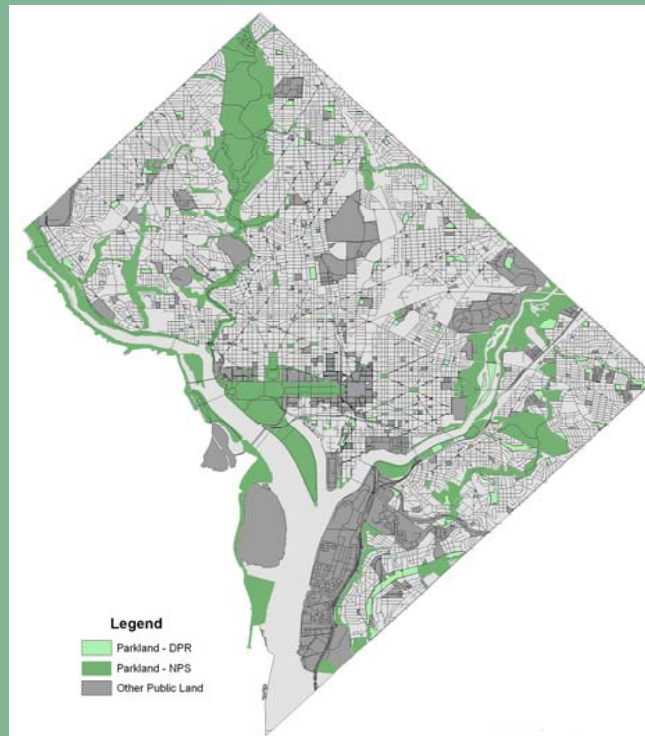 Legend
Parkland - DPR
Parkland - NPS
Other Public Land